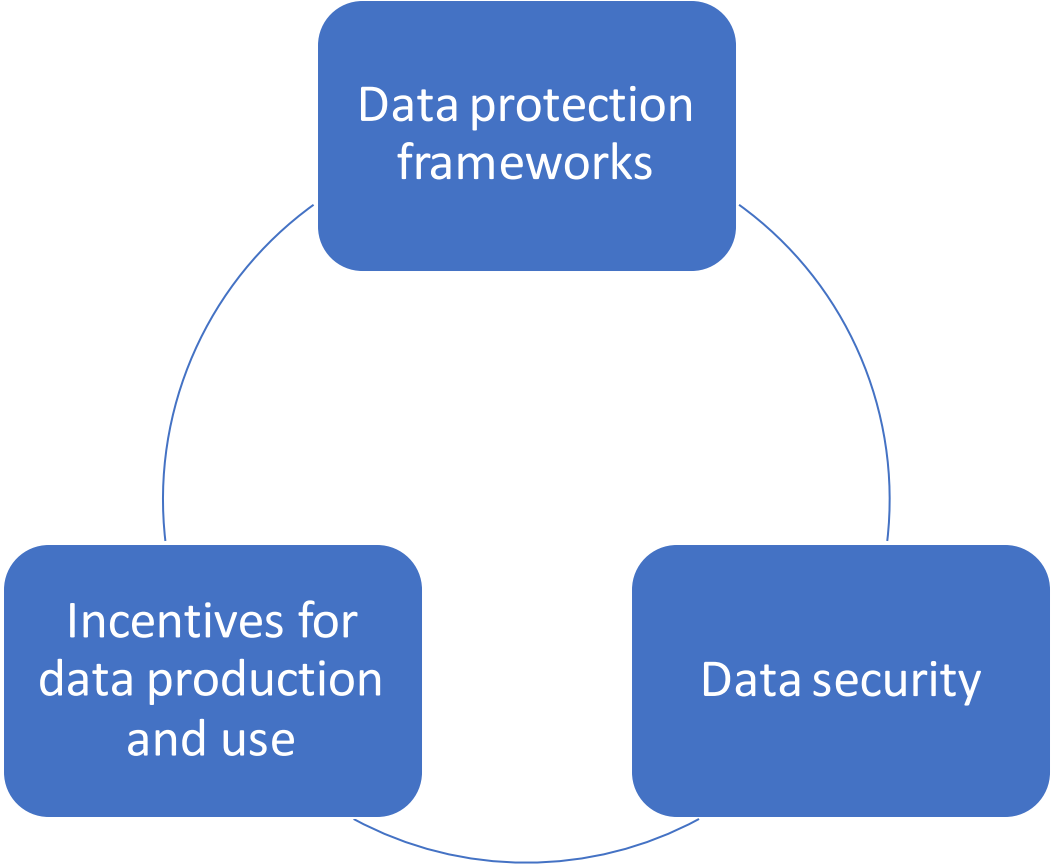 Data protection
frameworks
Incentives for
data production
and use
Data security